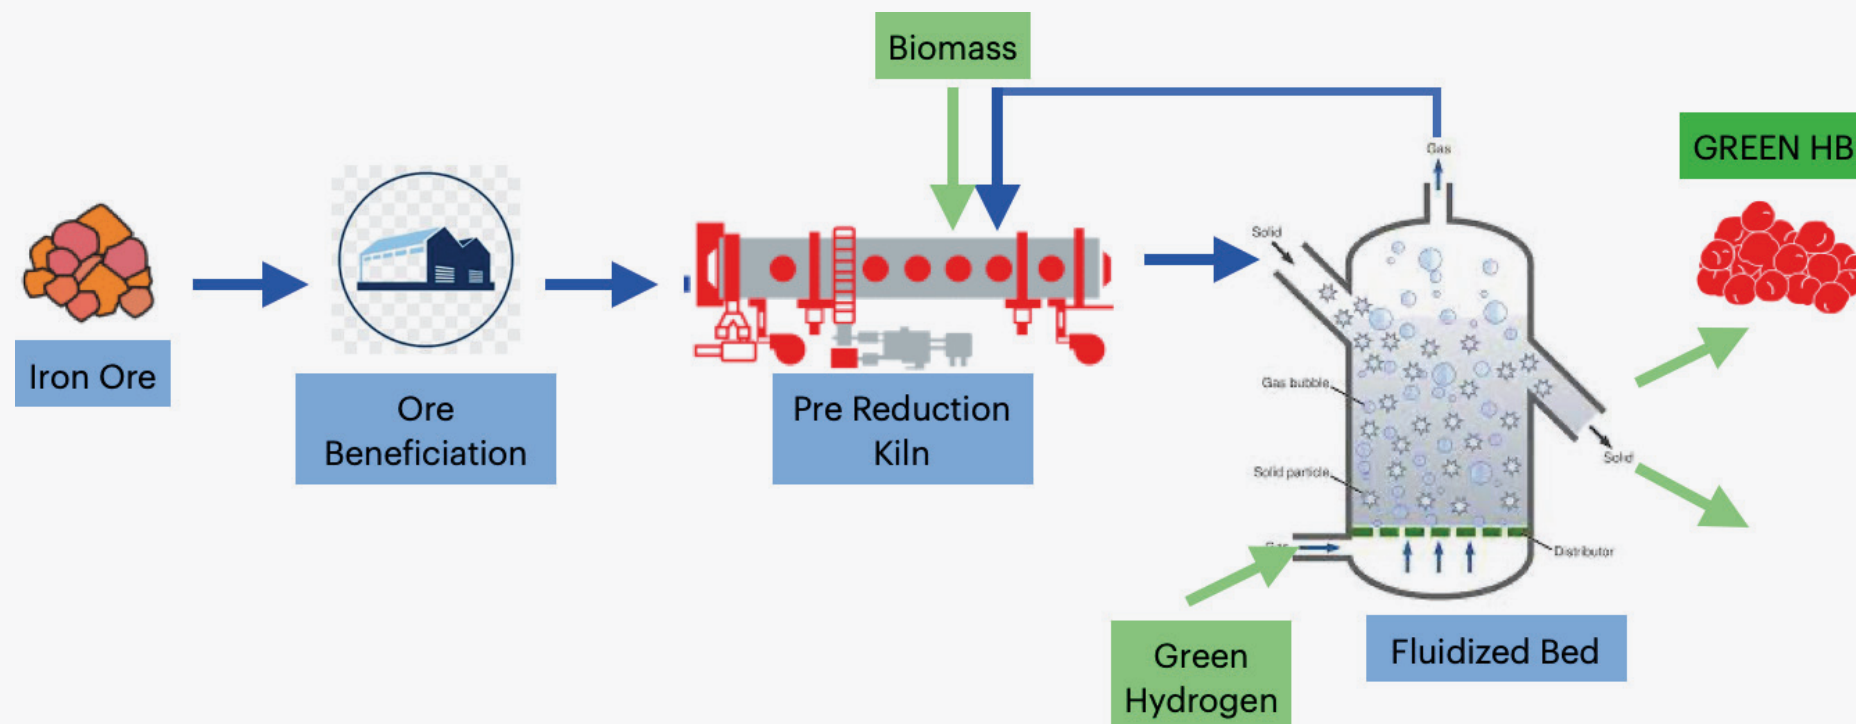 Biomass
Gas
GREEN HB
Solid
Iron Ore
Ore
Beneficiation
Pre Reduction
Kiln
Gas bubble
Solid particle
Solid
Gas
Distributor
Green
Hydrogen
Fluidized Bed